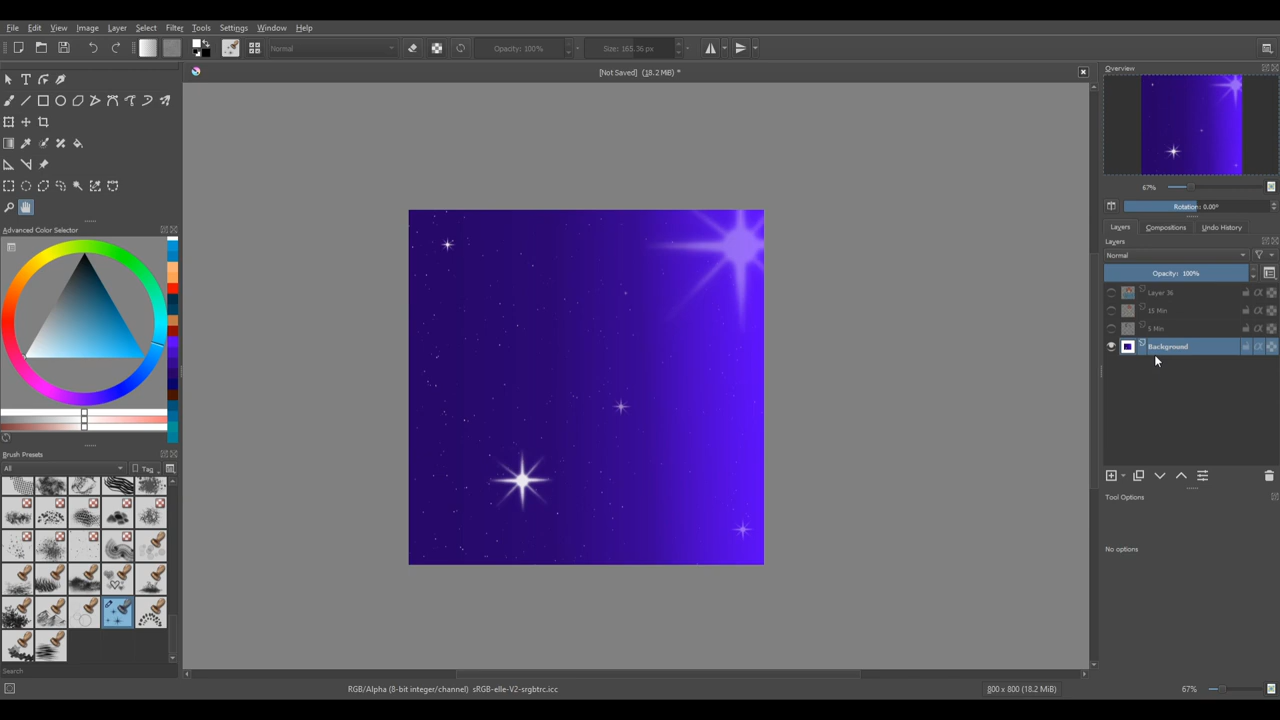 File Edit View Image Layer Select Filter Tools Settings Window Help
Normal Opacity: 100% Size: 165.36 px
[Not Saved] (18.2 MiB) *
Overview
67%
Rotation: 0.00°
Layers Compositions Undo History
Layers
Normal
Opacity: 100%
Layer 36
15 Min
5 Min
Background
Tool Options
No options
Advanced Color Selector
Brush Presets
All Tag
Search
RGB/Alpha (8-bit integer/channel) sRGB-elle-V2-srgbtrc.icc 800 x 800 (18.2 MiB) 67%